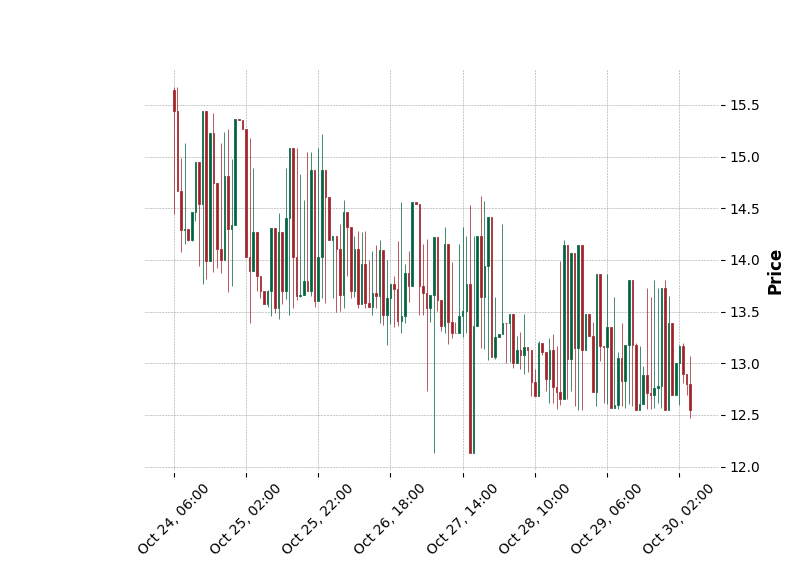 15.5
15.0
14.5
14.0
13.5
13.0
12.5
12.0
Price
Oct 24, 06:00
Oct 25, 02:00
Oct 25, 22:00
Oct 26, 18:00
Oct 27, 14:00
Oct 28, 10:00
Oct 29, 06:00
Oct 30, 02:00